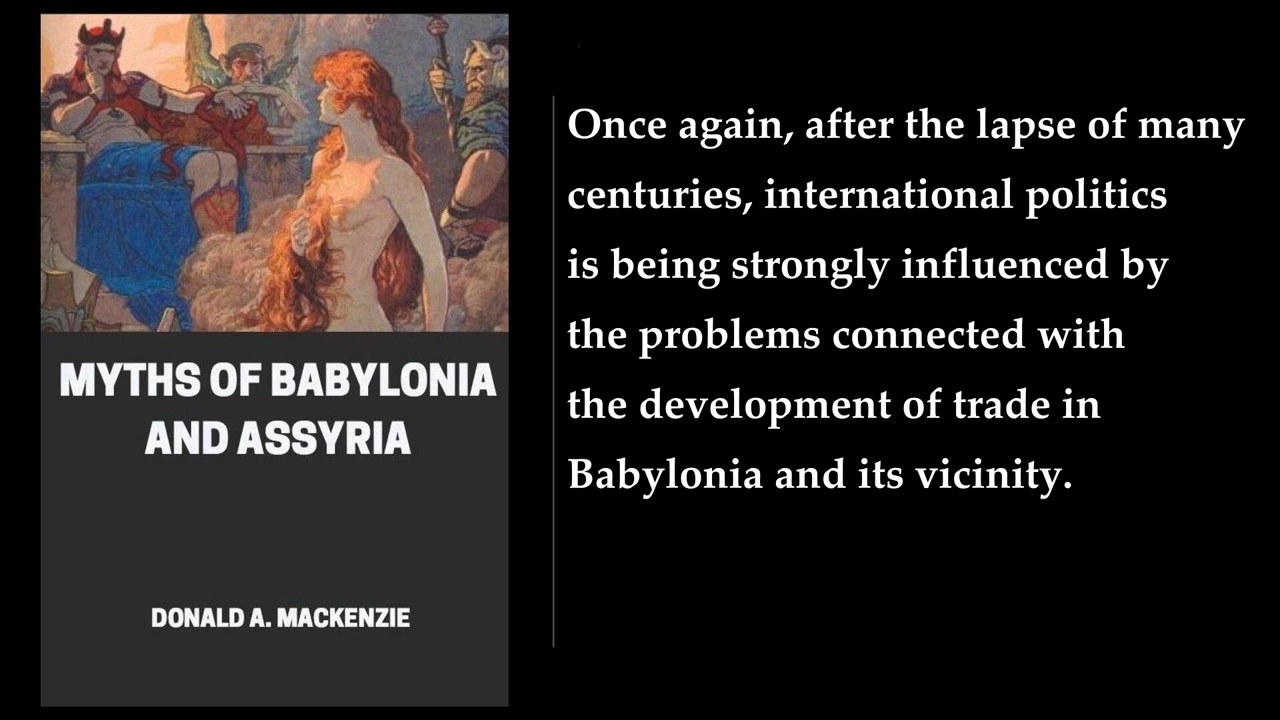 MYTHS OF BABYLONIA
AND ASSYRIA
DONALD A. MACKENZIE
Once again, after the lapse of many
centuries, international politics
is being strongly influenced by
the problems connected with
the development of trade in
Babylonia and its vicinity.